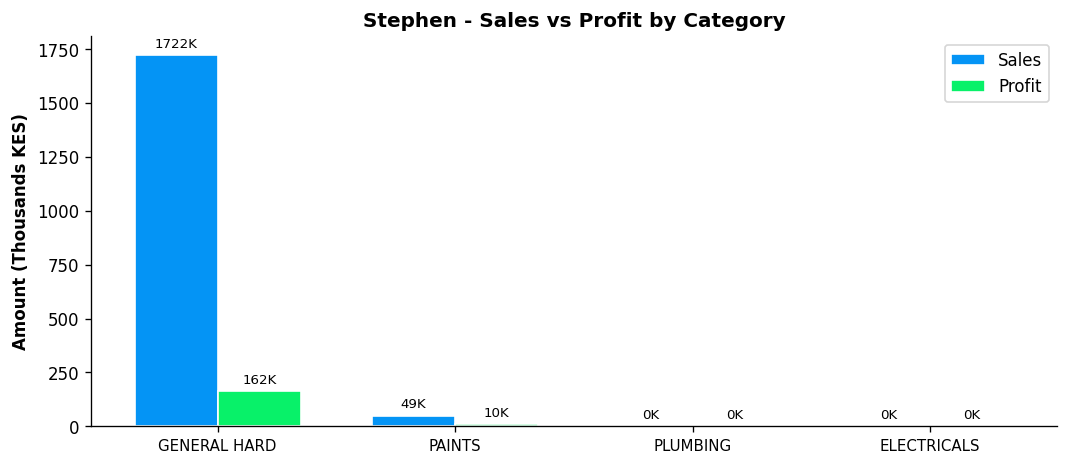 Stephen - Sales vs Profit by Category
Amount (Thousands KES)
1750
1500
1250
1000
750
500
250
0
1722K
162K
49K
10K
0K
0K
0K
0K
GENERAL HARD
PAINTS
PLUMBING
ELECTRICALS
Sales
Profit